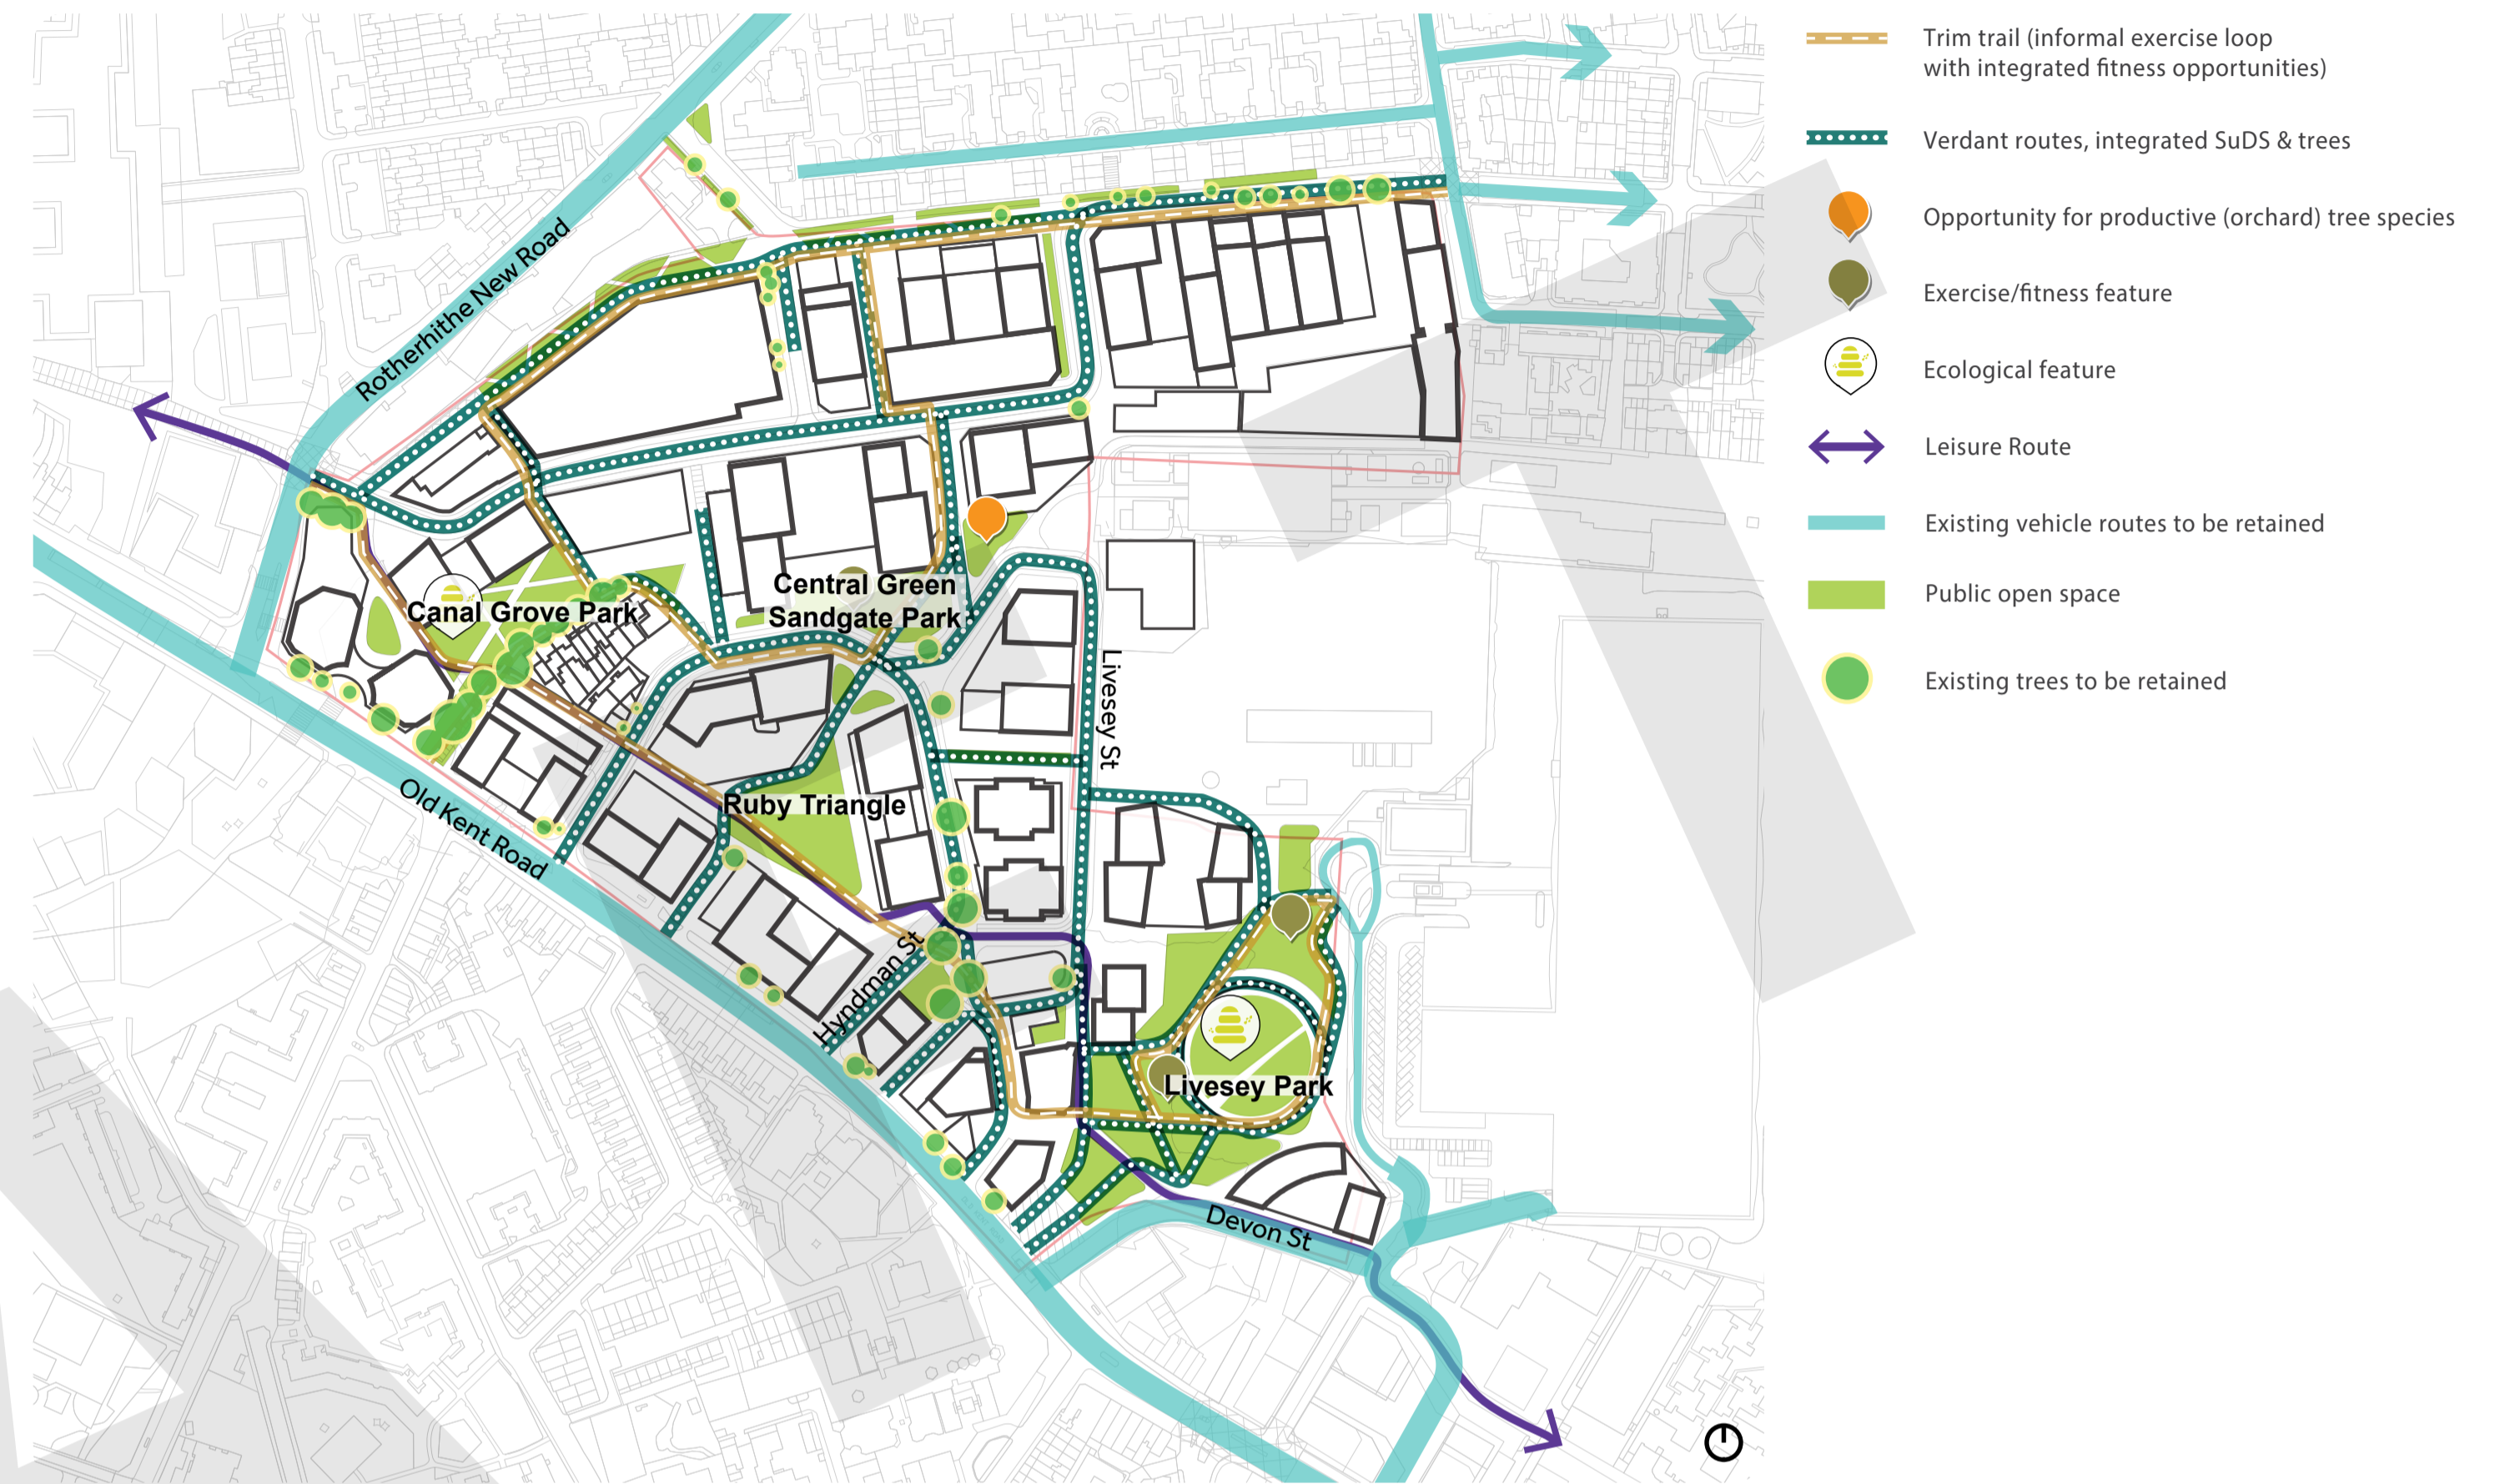 Trim trail (informal exercise loop
with integrated fitness opportunities)
Verdant routes, integrated SuDS & trees
Opportunity for productive (orchard) tree species
Exercise/fitness feature
Ecological feature
Leisure Route
Existing vehicle routes to be retained
Public open space
Existing trees to be retained
Rotherhithe New Road
Canal Grove Park
Central Green
Sandgate Park
Livesey St
Ruby Triangle
Old Kent Road
Hyndman St
Livesey Park
Devon St